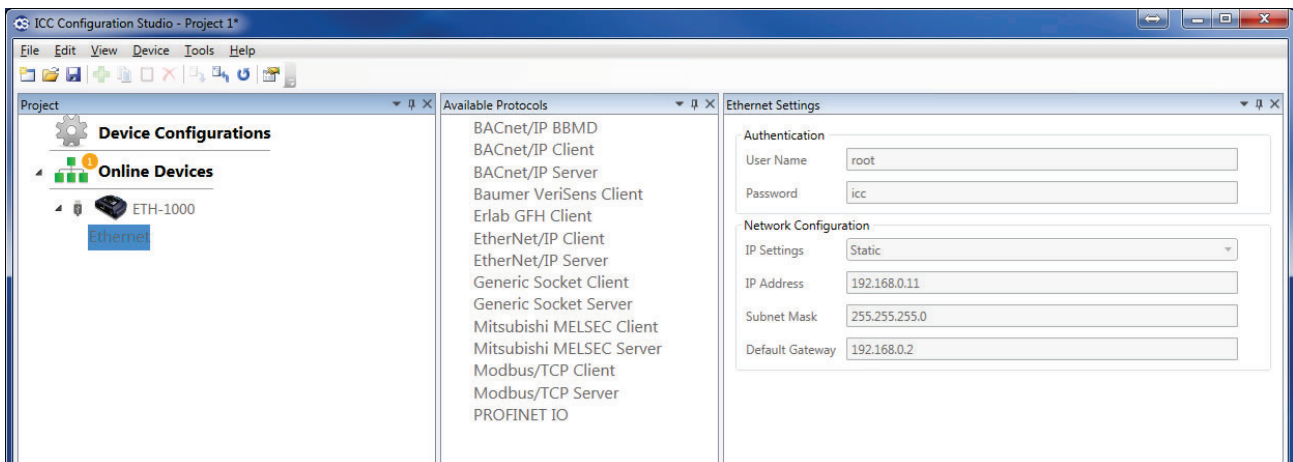 ICC Configuration Studio - Project 1*
File Edit View Device Tools Help
Project
Device Configurations
1
Online Devices
ETH-1000
Ethernet
Available Protocols
BACnet/IP BBMD
BACnet/IP Client
BACnet/IP Server
Baumer VeriSens Client
Erlab GFH Client
EtherNet/IP Client
EtherNet/IP Server
Generic Socket Client
Generic Socket Server
Mitsubishi MELSEC Client
Mitsubishi MELSEC Server
Modbus/TCP Client
Modbus/TCP Server
PROFINET IO
Ethernet Settings
Authentication
User Name root
Password icc
Network Configuration
IP Settings Static
IP Address 192.168.0.11
Subnet Mask 255.255.255.0
Default Gateway 192.168.0.2